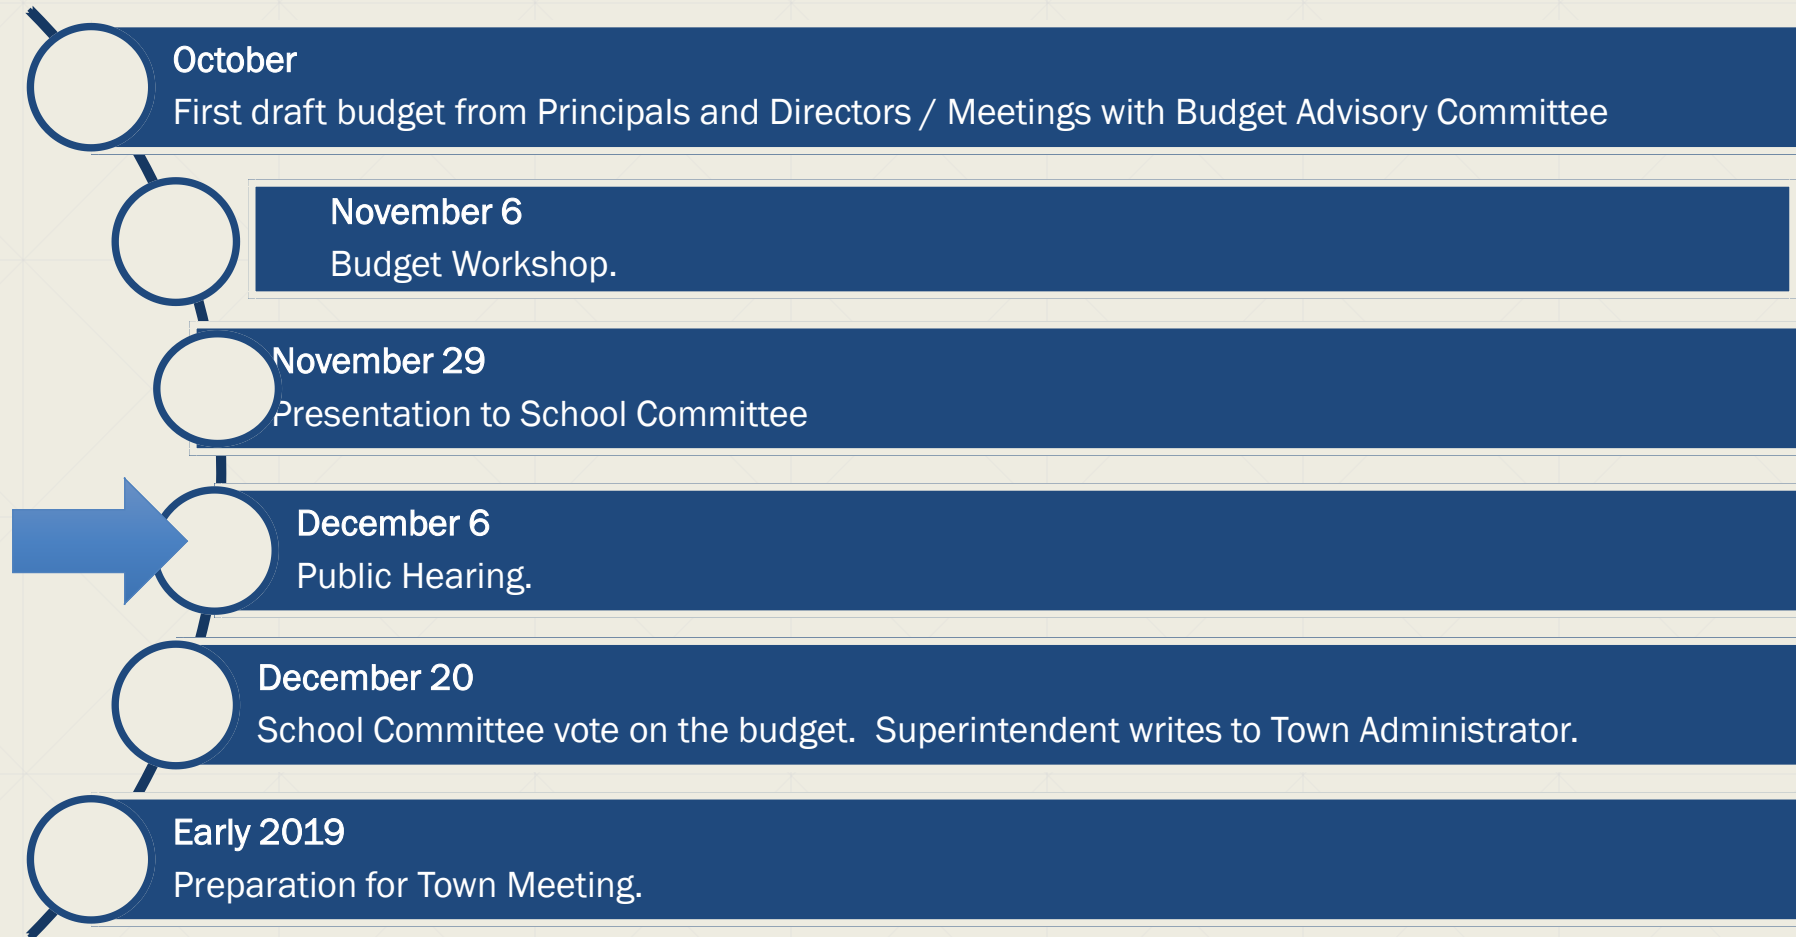 October
First draft budget from Principals and Directors / Meetings with Budget Advisory Committee
November 6
Budget Workshop.
November 29
Presentation to School Committee
December 6
Public Hearing.
December 20
School Committee vote on the budget.  Superintendent writes to Town Administrator.
Early 2019
Preparation for Town Meeting.